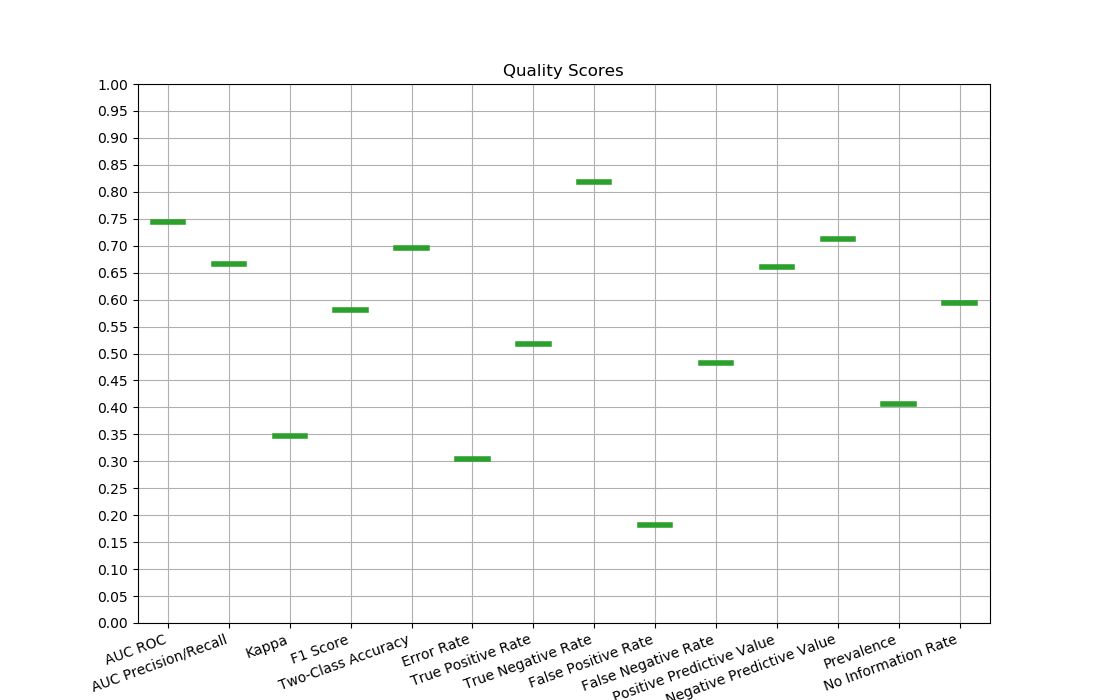 Quality Scores
1.00
0.95
0.90
0.85
0.80
0.75
0.70
0.65
0.60
0.55
0.50
0.45
0.40
0.35
0.30
0.25
0.20
0.15
0.10
0.05
0.00
AUC ROC
AUC Precision/Recall
Kappa
F1 Score
Two-Class Accuracy
Error Rate
True Positive Rate
True Negative Rate
False Positive Rate
False Negative Rate
Positive Predictive Value
Negative Predictive Value
Prevalence
No Information Rate